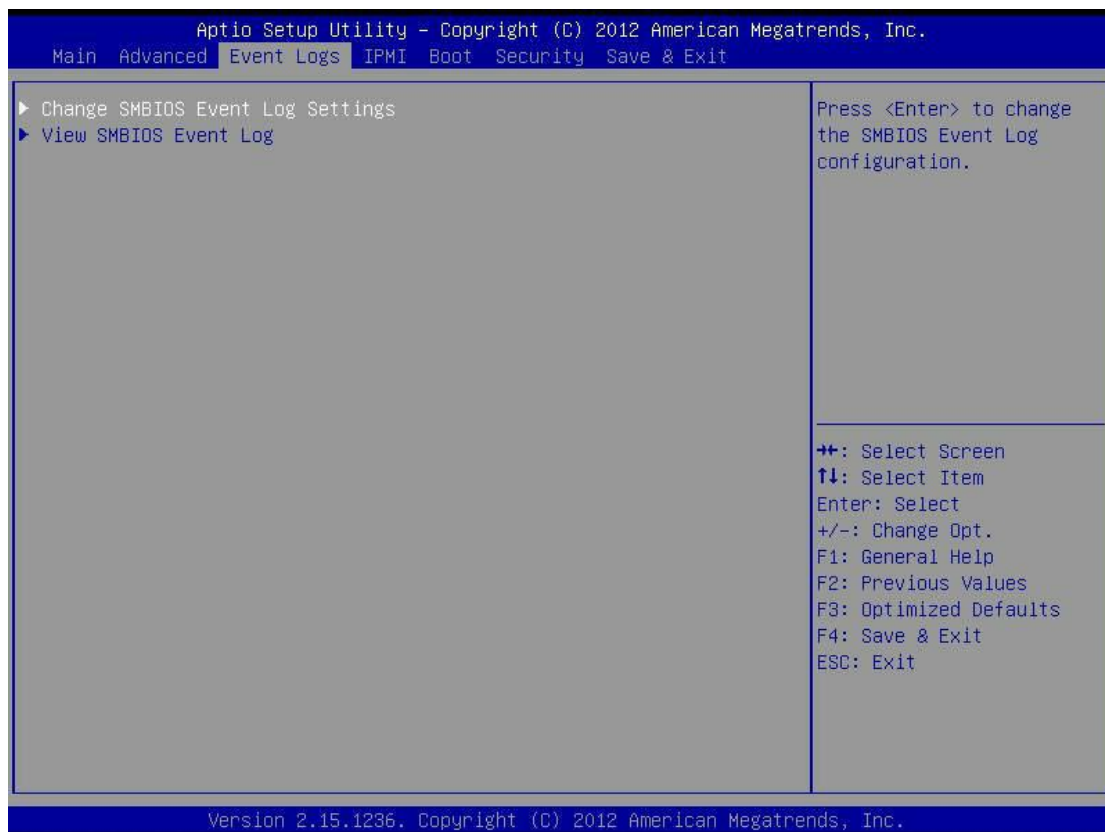 Aptio Setup Utility – Copyright (C) 2012 American Megatrends, Inc.
Main Advanced Event Logs IPMI Boot Security Save & Exit
▶ Change SMBIOS Event Log Settings
▶ View SMBIOS Event Log
Press <Enter> to change
the SMBIOS Event Log
configuration.
→←: Select Screen
↑↓: Select Item
Enter: Select
+/-: Change Opt.
F1: General Help
F2: Previous Values
F3: Optimized Defaults
F4: Save & Exit
ESC: Exit
Version 2.15.1236. Copyright (C) 2012 American Megatrends, Inc.